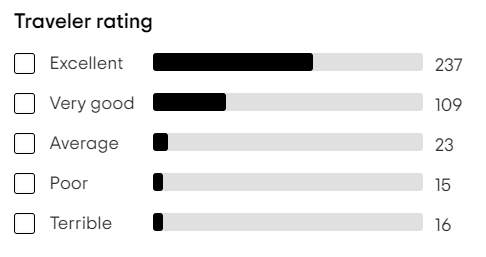 Traveler rating
Excellent 237
Very good 109
Average 23
Poor 15
Terrible 16